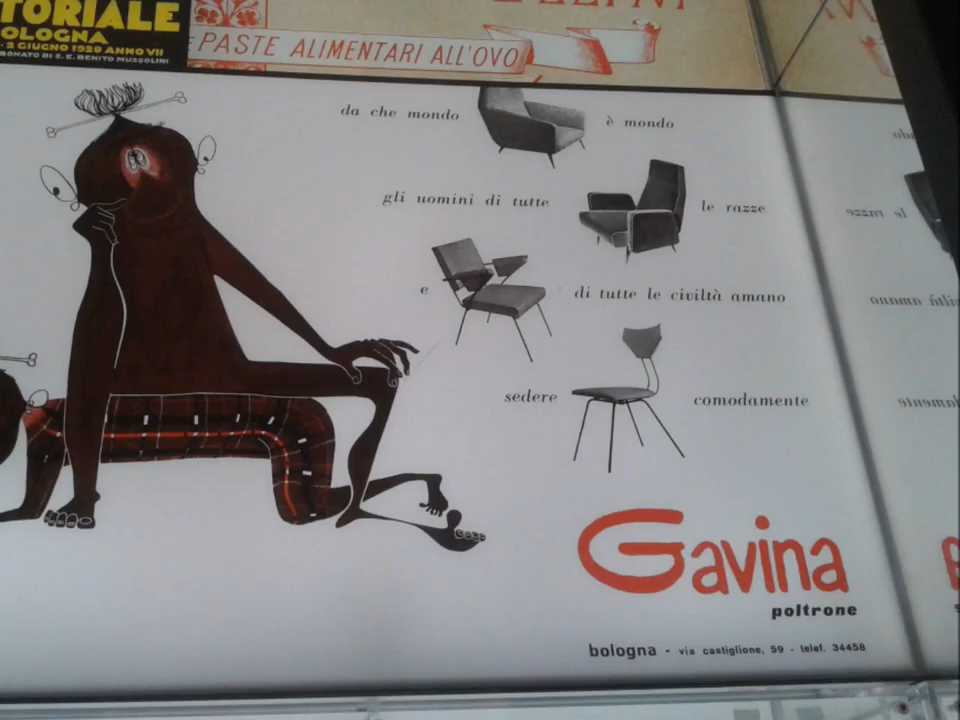 TORIALE
OLOGNA
2 GIUGNO 1929 ANNO VII
ONATO DI S. E. BENITO MUSSOLINI
PASTE ALIMENTARI ALL'OVO
da che mondo è mondo
gli uomini di tutte le razze
e di tutte le civiltà amano
sedere comodamente
Gavina
poltrone
bologna - via castiglione, 59 - telef. 34458